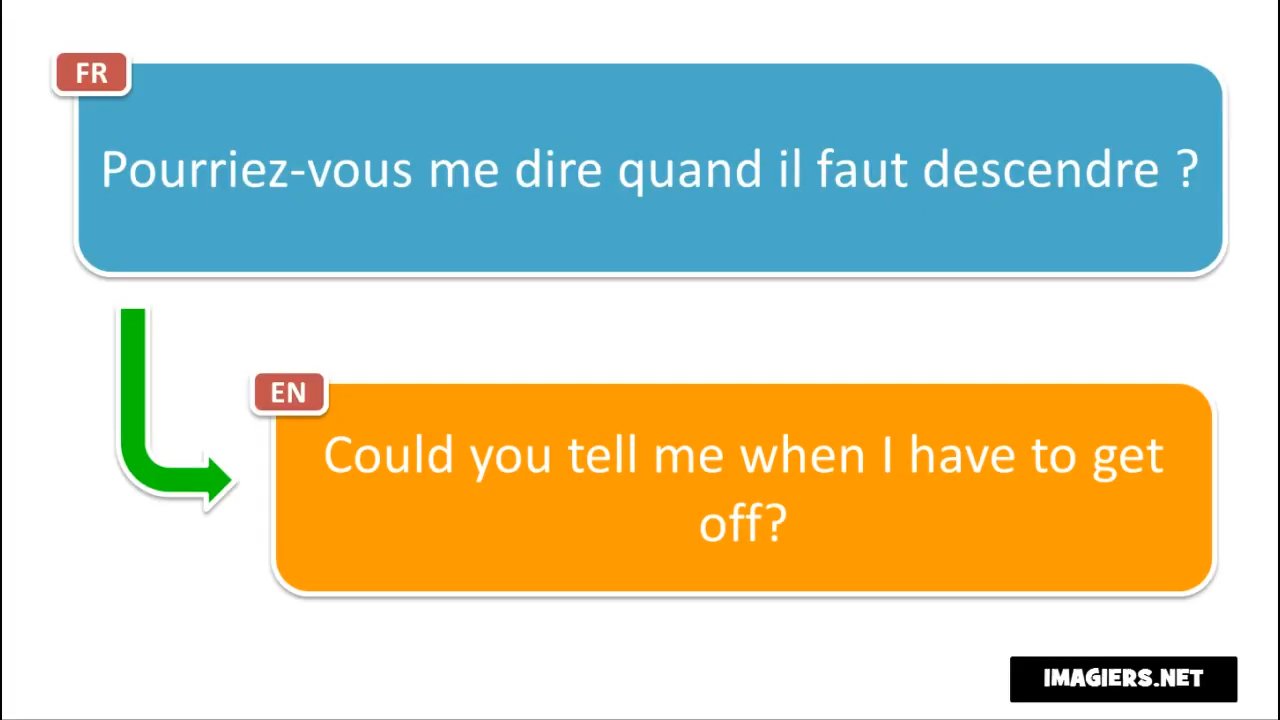 FR
Pourriez-vous me dire quand il faut descendre ?
EN
Could you tell me when I have to get
off?
IMAGIERS.NET